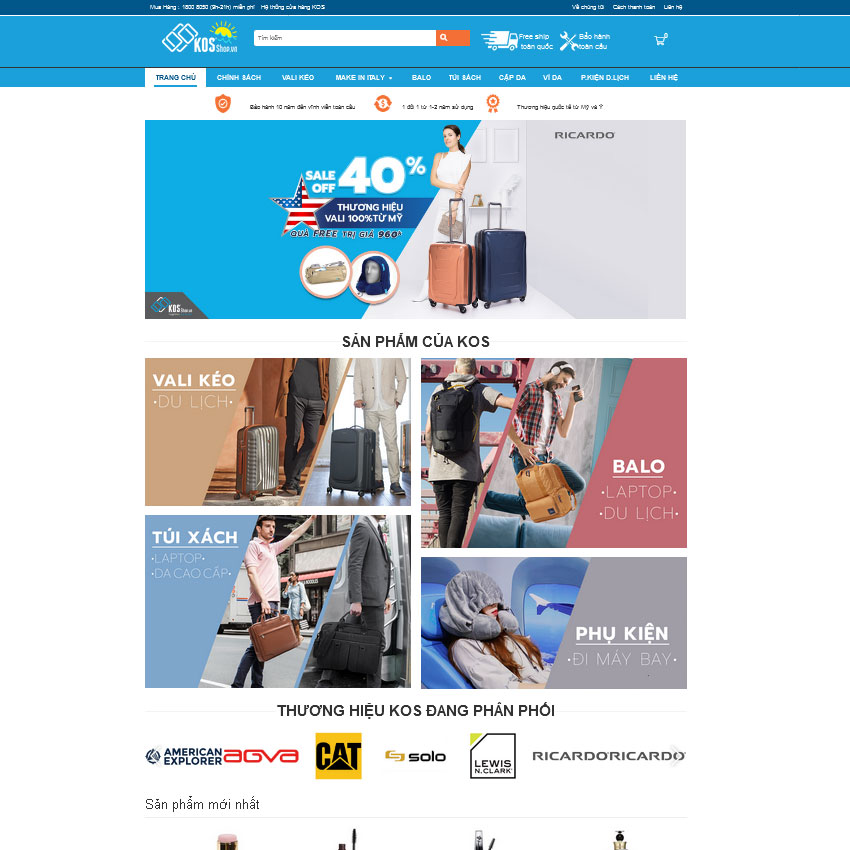 Mua Hàng : 1800 8050 (9h-21h) miễn phí Hệ thống cửa hàng KOS
Về chúng tôi Cách thanh toán Liên hệ
KOS Shop.vn
Tìm kiếm
Free ship toàn quốc
Bảo hành toàn cầu
0
TRANG CHỦ CHÍNH SÁCH VALI KÉO MAKE IN ITALY BALO TÚI SÁCH CẶP DA VÍ DA P.KIỆN D.LỊCH LIÊN HỆ
Bảo hành 10 năm đến vĩnh viễn toàn cầu
1 đổi 1 từ 1-2 năm sử dụng
Thương hiệu quốc tế từ Mỹ và Ý
RICARDO
SALE OFF 40%
THƯƠNG HIỆU
VALI 100% TỪ MỸ
QUÀ FREE TRỊ GIÁ 960K
KOS Shop.vn
SẢN PHẨM CỦA KOS
VALI KÉO
•DU LỊCH•
BALO
•LAPTOP•
•DU LỊCH•
TÚI XÁCH
•LAPTOP•
•DA CAO CẤP•
PHỤ KIỆN
•ĐI MÁY BAY•
THƯƠNG HIỆU KOS ĐANG PHÂN PHỐI
AMERICAN EXPLORER
AGVA
CAT
solo
LEWIS N.CLARK
RICARDO
RICARDO
Sản phẩm mới nhất